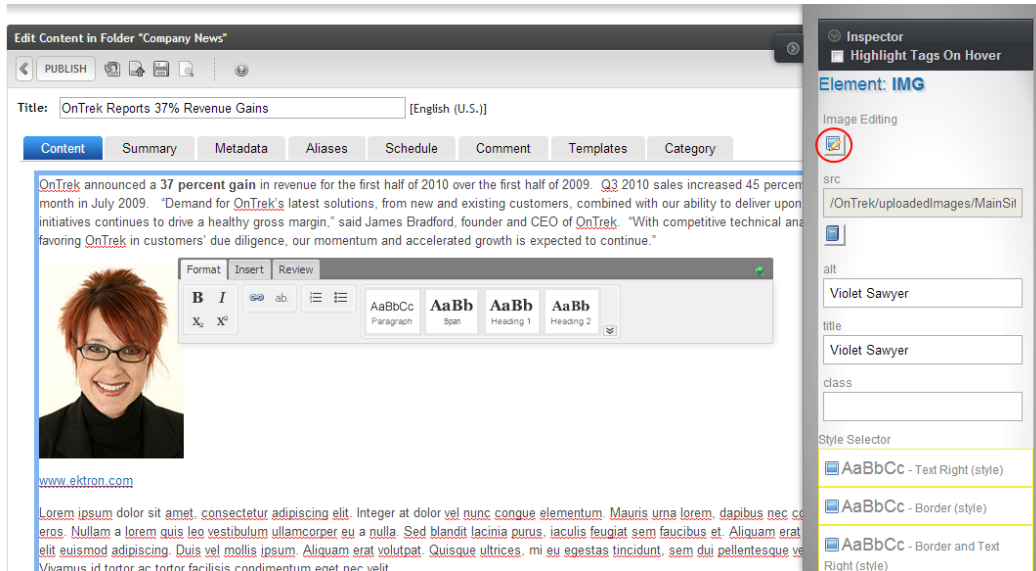 Edit Content in Folder "Company News"
PUBLISH
Title: OnTrek Reports 37% Revenue Gains [English (U.S.)]
Content Summary Metadata Aliases Schedule Comment Templates Category
OnTrek announced a 37 percent gain in revenue for the first half of 2010 over the first half of 2009. Q3 2010 sales increased 45 percent
month in July 2009. “Demand for OnTrek’s latest solutions, from new and existing customers, combined with our ability to deliver upon
initiatives continues to drive a healthy gross margin,” said James Bradford, founder and CEO of OnTrek. “With competitive technical ana
favoring OnTrek in customers’ due diligence, our momentum and accelerated growth is expected to continue.”
Format Insert Review
B I ab.
X2 X2
AaBbCc AaBb AaBb AaBb
Paragraph Span Heading 1 Heading 2
www.ektron.com
Lorem ipsum dolor sit amet, consectetur adipiscing elit. Integer at dolor vel nunc congue elementum. Mauris urna lorem, dapibus nec co
eros. Nullam a lorem quis leo vestibulum ullamcorper eu a nulla. Sed blandit lacinia purus, iaculis feugiat sem faucibus et. Aliquam erat
elit euismod adipiscing. Duis vel mollis ipsum. Aliquam erat volutpat. Quisque ultrices, mi eu egestas tincidunt, sem dui pellentesque ve
Vivamus id tortor ac tortor facilisis condimentum eget nec velit.
Inspector
Highlight Tags On Hover
Element: IMG
Image Editing
src
/OnTrek/uploadedImages/MainSit
alt
Violet Sawyer
title
Violet Sawyer
class
Style Selector
AaBbCc - Text Right (style)
AaBbCc - Border (style)
AaBbCc - Border and Text
Right (style)